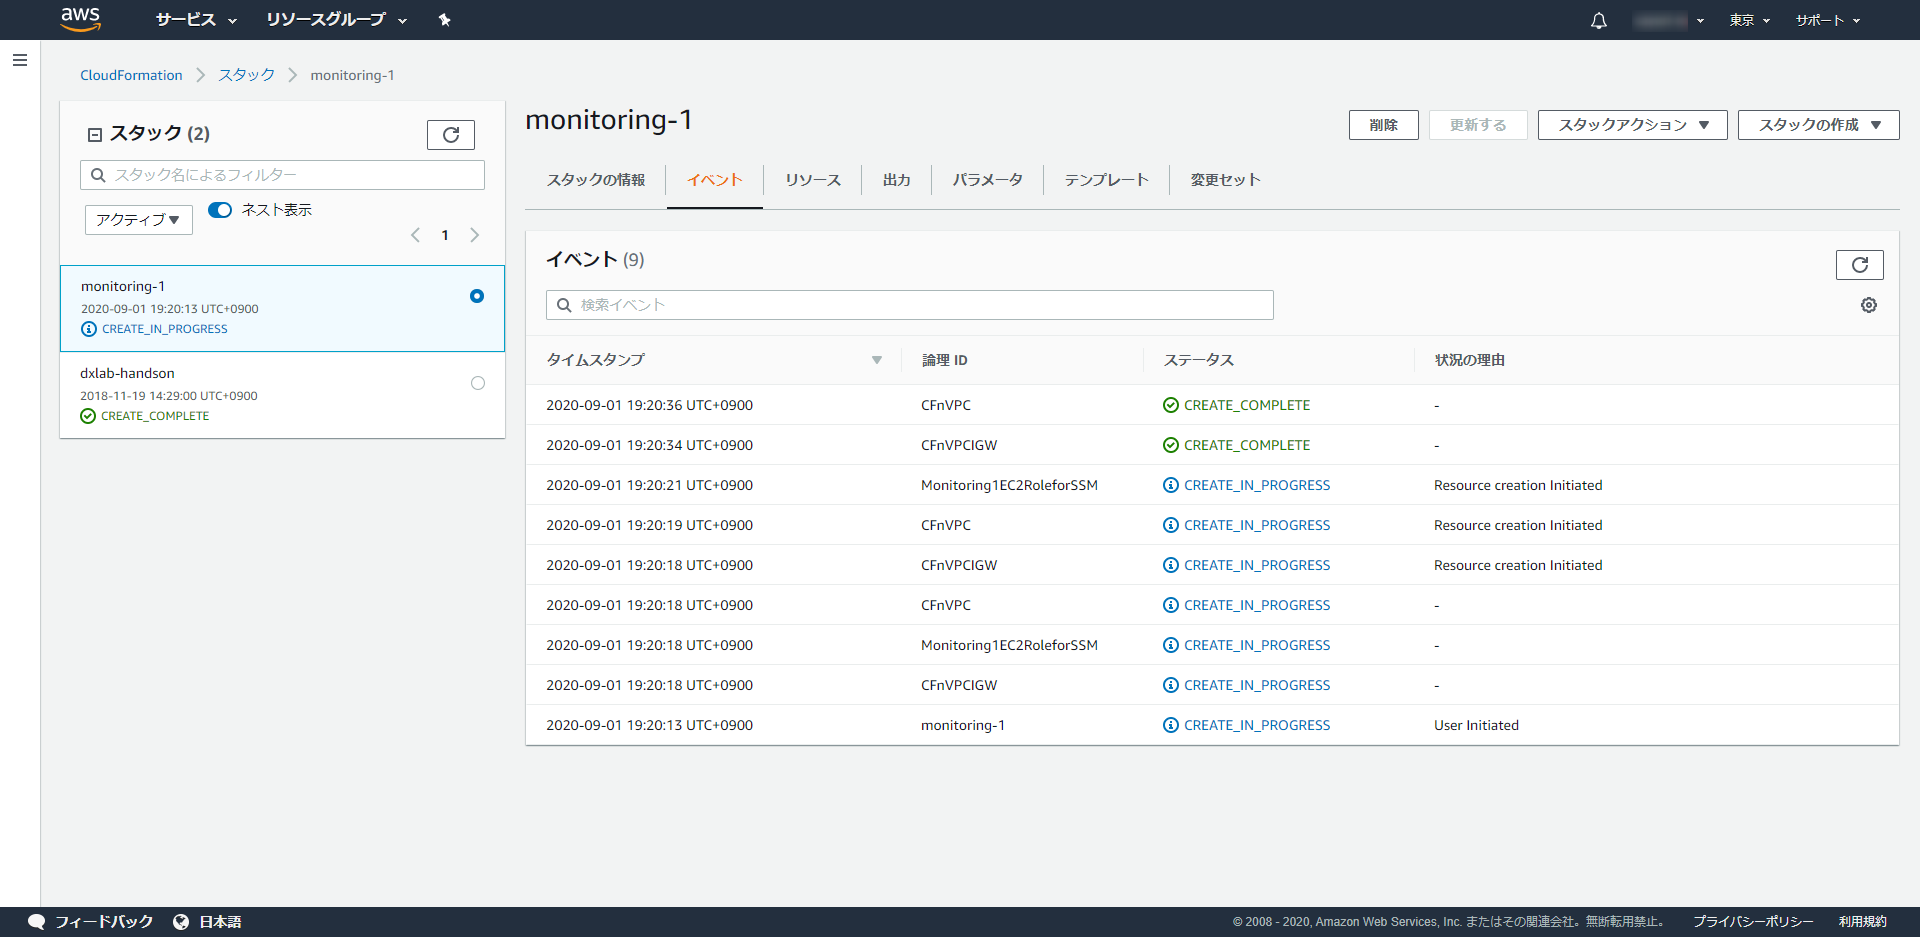 aws サービス リソースグループ 東京 サポート
CloudFormation スタック monitoring-1
スタック (2)
スタック名によるフィルター
アクティブ ネスト表示
1
monitoring-1
2020-09-01 19:20:13 UTC+0900
CREATE_IN_PROGRESS
dxlab-handson
2018-11-19 14:29:00 UTC+0900
CREATE_COMPLETE
monitoring-1
削除 更新する スタックアクション スタックの作成
スタックの情報 イベント リソース 出力 パラメータ テンプレート 変更セット
イベント (9)
検索イベント
タイムスタンプ 論理 ID ステータス 状況の理由
2020-09-01 19:20:36 UTC+0900 CFnVPC CREATE_COMPLETE -
2020-09-01 19:20:34 UTC+0900 CFnVPCIGW CREATE_COMPLETE -
2020-09-01 19:20:21 UTC+0900 Monitoring1EC2RoleforSSM CREATE_IN_PROGRESS Resource creation Initiated
2020-09-01 19:20:19 UTC+0900 CFnVPC CREATE_IN_PROGRESS Resource creation Initiated
2020-09-01 19:20:18 UTC+0900 CFnVPCIGW CREATE_IN_PROGRESS Resource creation Initiated
2020-09-01 19:20:18 UTC+0900 CFnVPC CREATE_IN_PROGRESS -
2020-09-01 19:20:18 UTC+0900 Monitoring1EC2RoleforSSM CREATE_IN_PROGRESS -
2020-09-01 19:20:18 UTC+0900 CFnVPCIGW CREATE_IN_PROGRESS -
2020-09-01 19:20:13 UTC+0900 monitoring-1 CREATE_IN_PROGRESS User Initiated
フィードバック 日本語 © 2008 - 2020, Amazon Web Services, Inc. またはその関連会社。無断転用禁止。 プライバシーポリシー 利用規約